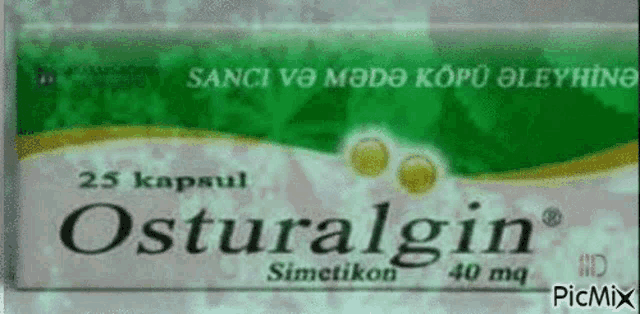 SANCI VƏ MƏDƏ KÖPÜ ƏLEYHİNƏ
25 kapsul
Osturalgin®
Simetikon 40 mq
PicMix